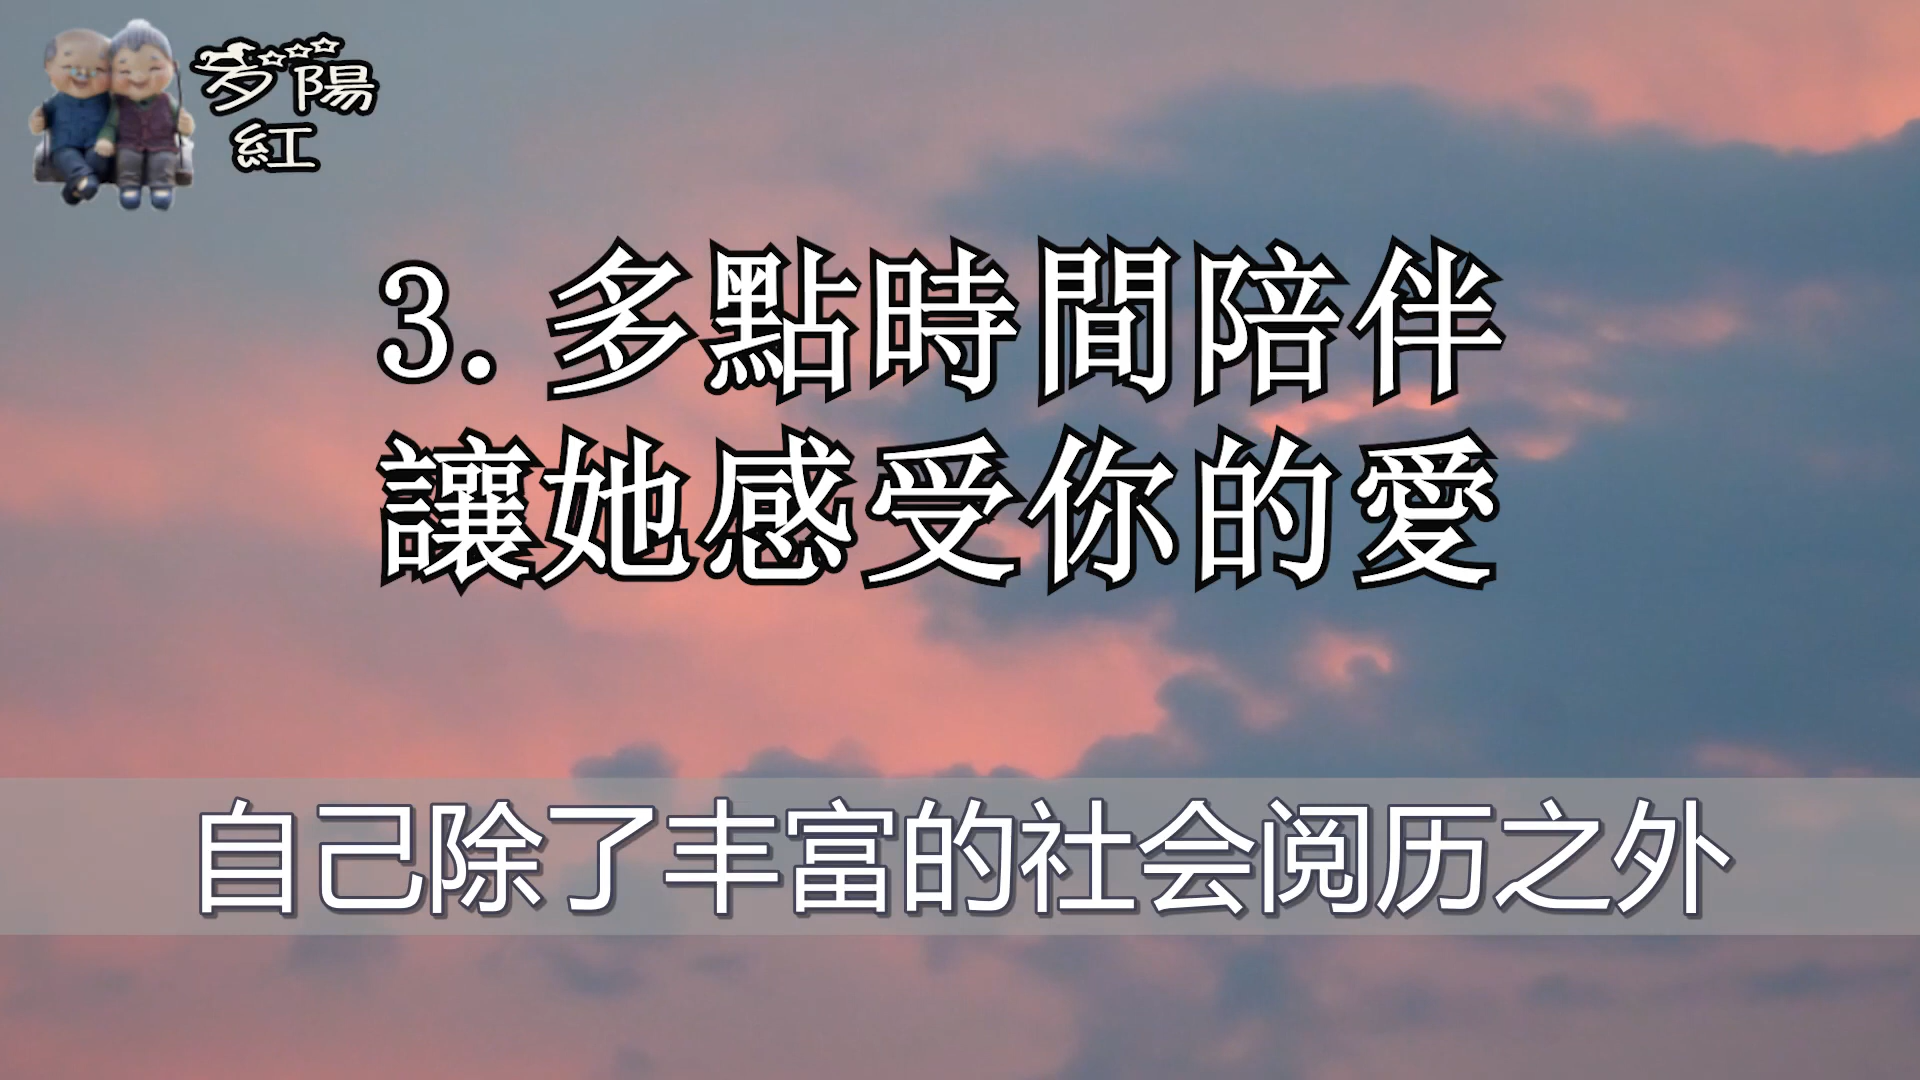 夕陽
紅
3.多點時間陪伴
讓她感受你的愛
自己除了丰富的社会阅历之外